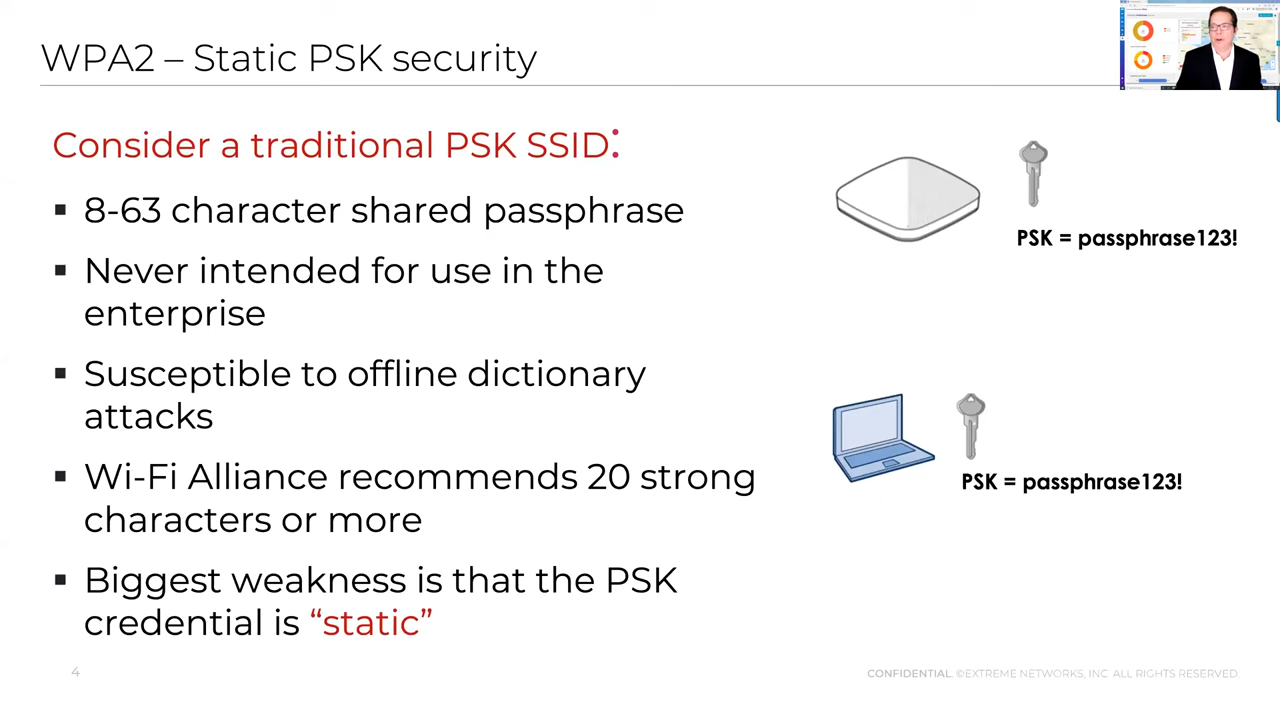 WPA2 – Static PSK security
Consider a traditional PSK SSID:
▪ 8-63 character shared passphrase
▪ Never intended for use in the
enterprise
▪ Susceptible to offline dictionary
attacks
▪ Wi-Fi Alliance recommends 20 strong
characters or more
▪ Biggest weakness is that the PSK
credential is “static”
PSK = passphrase123!
PSK = passphrase123!
4
CONFIDENTIAL. ©EXTREME NETWORKS, INC. ALL RIGHTS RESERVED.